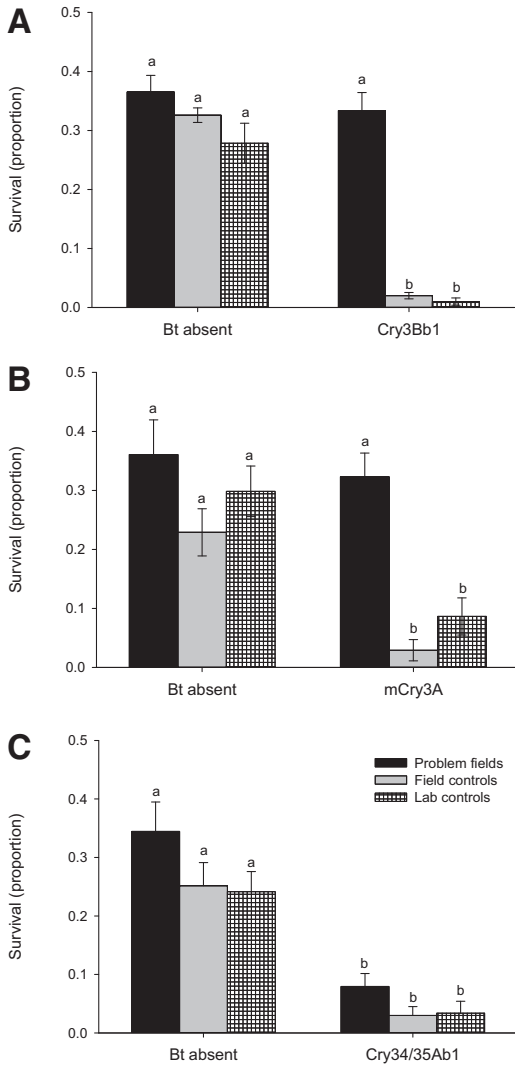 A
Survival (proportion)
0.5
0.4
0.3
0.2
0.1
0.0
a
a
a
a
b
b
Bt absent
Cry3Bb1
B
Survival (proportion)
0.5
0.4
0.3
0.2
0.1
0.0
a
a
a
a
b
b
Bt absent
mCry3A
C
Survival (proportion)
0.5
0.4
0.3
0.2
0.1
0.0
a
a
a
b
b
b
Problem fields
Field controls
Lab controls
Bt absent
Cry34/35Ab1